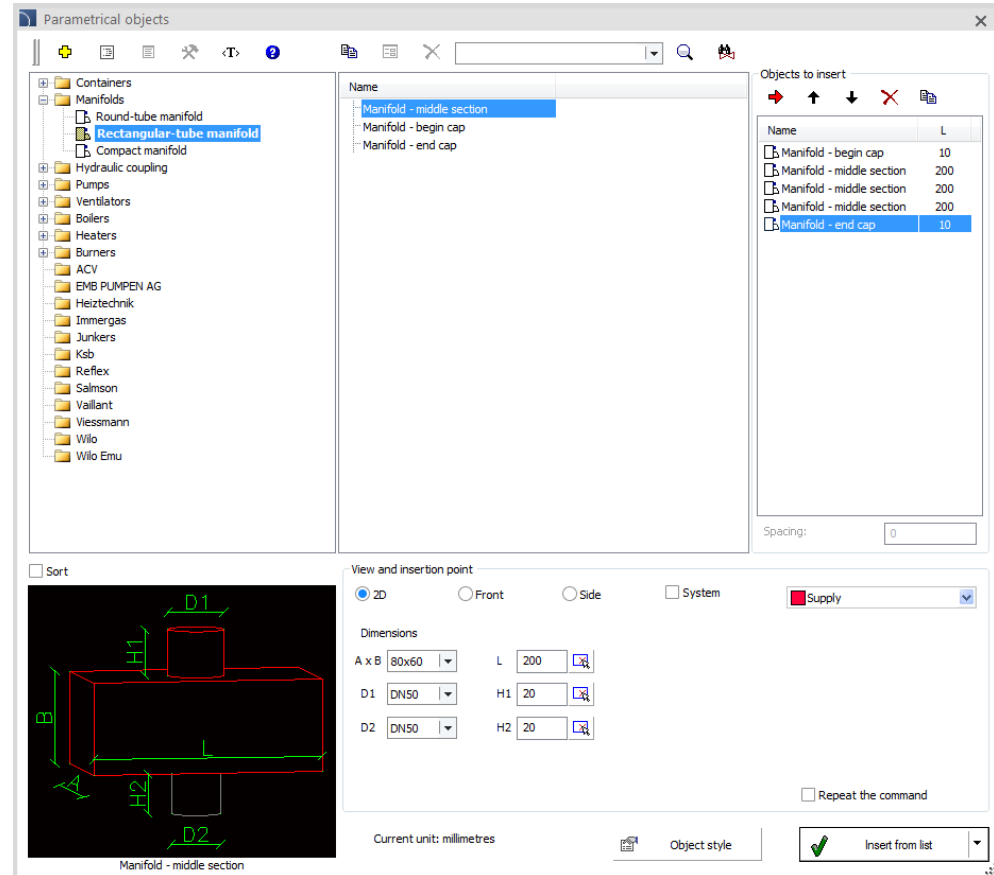 Parametrical objects
<T>
Containers
Manifolds
Round-tube manifold
Rectangular-tube manifold
Compact manifold
Hydraulic coupling
Pumps
Ventilators
Boilers
Heaters
Burners
ACV
EMB PUMPEN AG
Heiztechnik
Immergas
Junkers
Ksb
Reflex
Salmson
Vaillant
Viessmann
Wilo
Wilo Emu
Name
Manifold - middle section
Manifold - begin cap
Manifold - end cap
Objects to insert
Name L
Manifold - begin cap 10
Manifold - middle section 200
Manifold - middle section 200
Manifold - middle section 200
Manifold - end cap 10
Spacing: 0
Sort
D1
H1
B
L
A
H2
D2
Manifold - middle section
View and insertion point
2D Front Side System Supply
Dimensions
A x B 80x60 L 200
D1 DN50 H1 20
D2 DN50 H2 20
Repeat the command
Current unit: millimetres Object style Insert from list